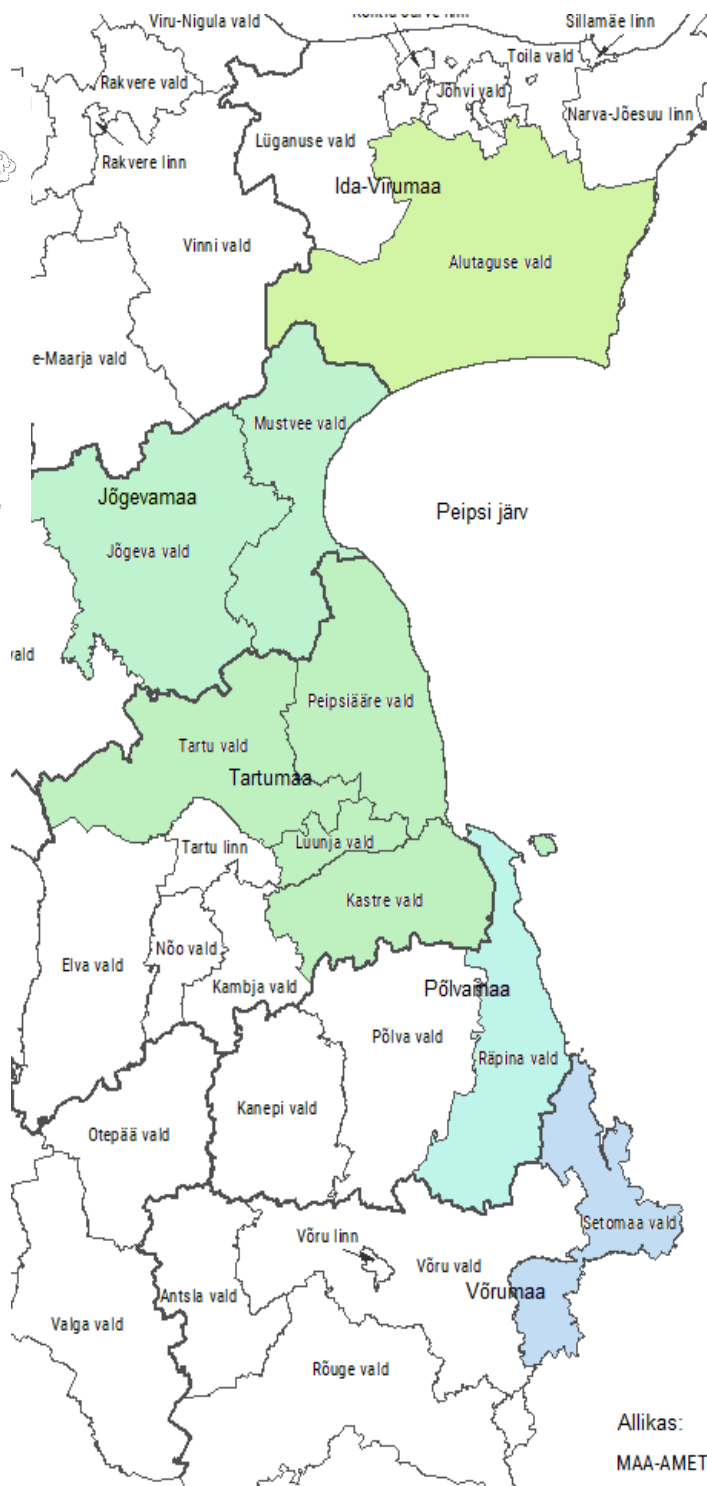 Viru-Nigula vald
Sillamäe linn
Toila vald
Rakvere vald
Jõhvi vald
Narva-Jõesuu linn
Lüganuse vald
Rakvere linn
Ida-Virumaa
Vinni vald
Alutaguse vald
e-Maarja vald
Mustvee vald
Jõgevamaa
Peipsi järv
Jõgeva vald
vald
Peipsiääre vald
Tartu vald
Tartumaa
Luunja vald
Tartu linn
Kastre vald
Nõo vald
Elva vald
Kambja vald
Põlvamaa
Põlva vald
Räpina vald
Kanepi vald
Otepää vald
Setomaa vald
Võru linn
Võru vald
Võrumaa
Antsla vald
Valga vald
Rõuge vald
Allikas:
MAA-AMET